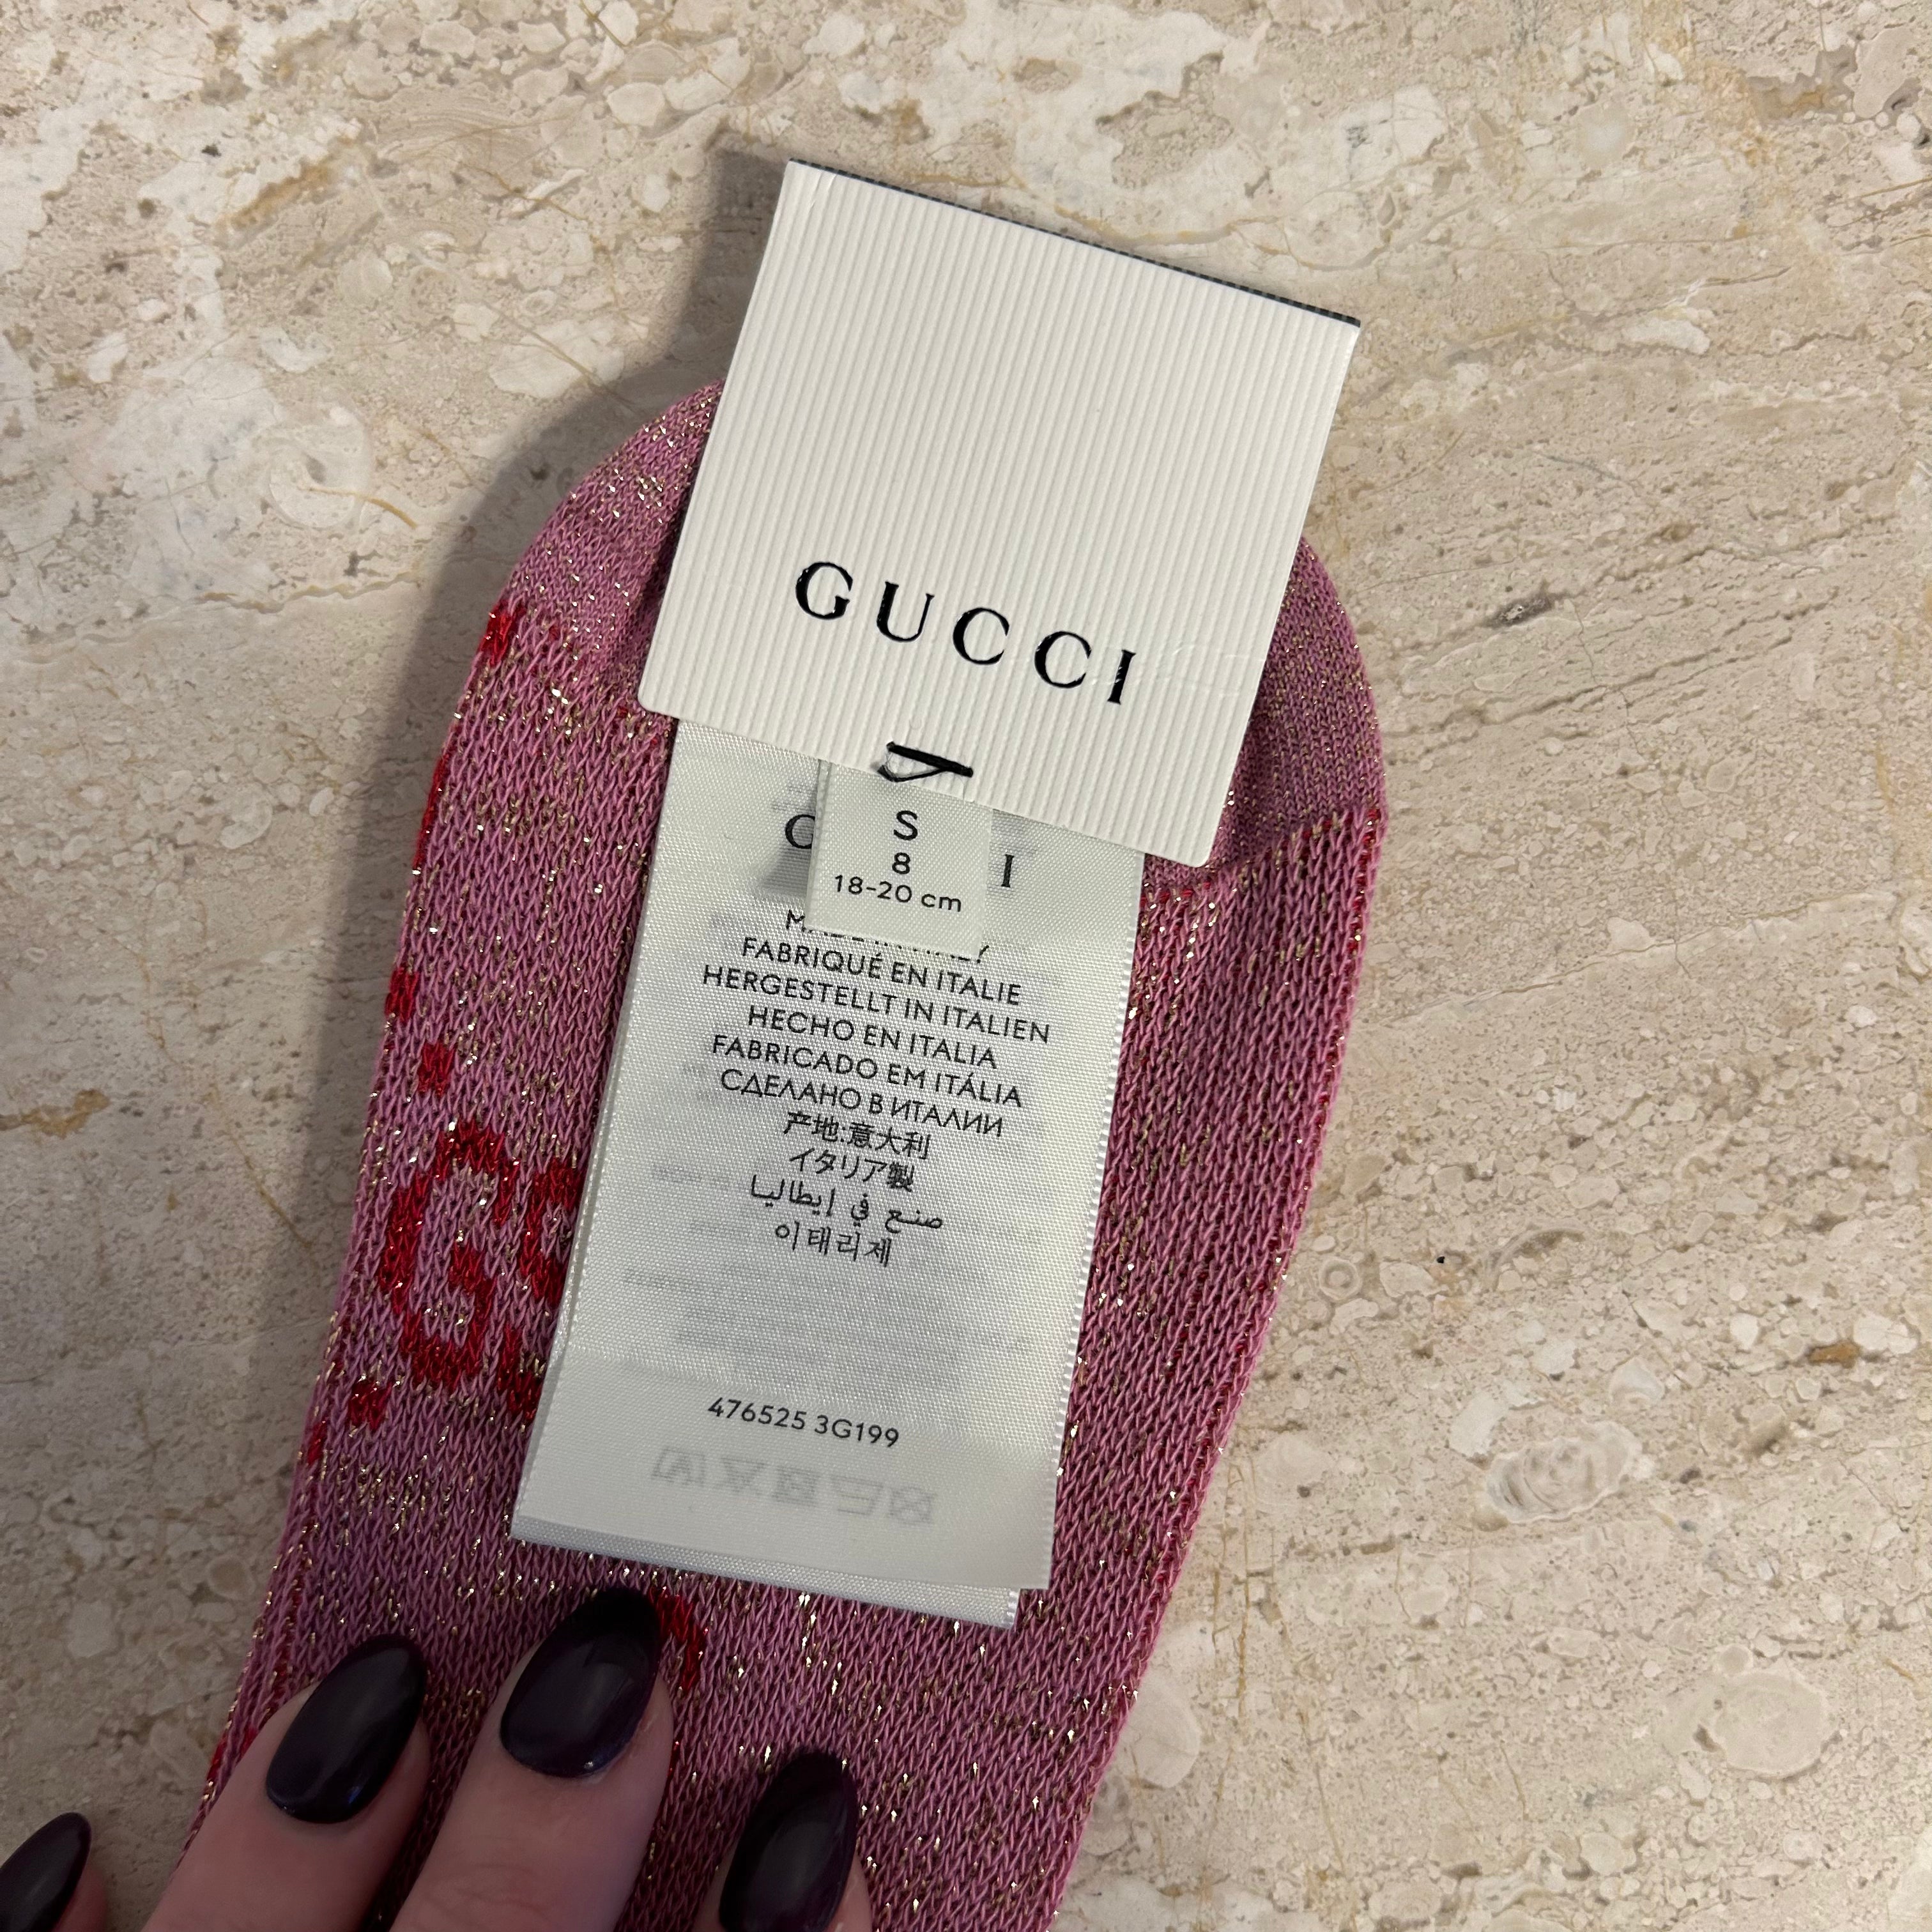 GUCCI
S
8
18-20 cm
FABRIQUÉ EN ITALIE
HERGESTELLT IN ITALIEN
HECHO EN ITALIA
FABRICADO EM ITÁLIA
СДЕЛАНО В ИТАЛИИ
产地:意大利
イタリア製
صنع في إيطاليا
이태리제
476525 3G199